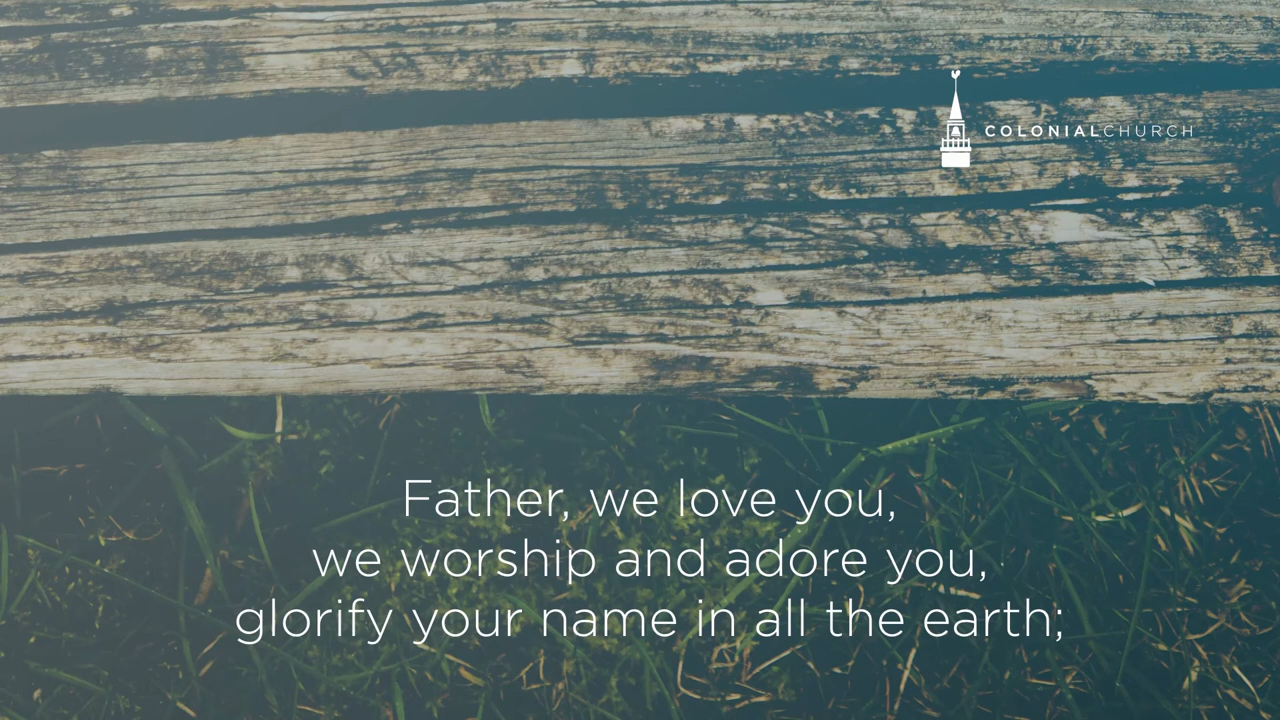 COLONIALCHURCH
Father, we love you,
we worship and adore you,
glorify your name in all the earth;